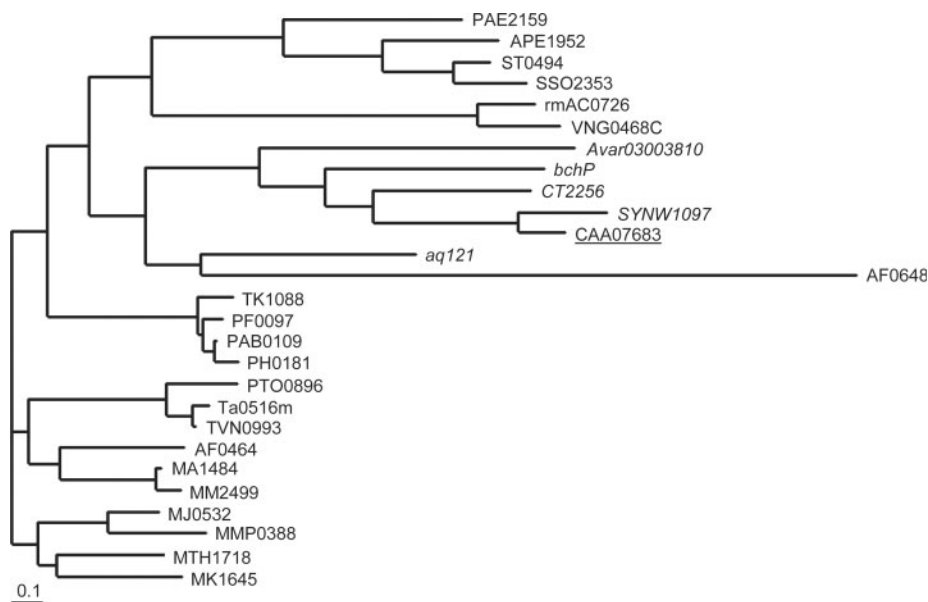 PAE2159
APE1952
ST0494
SSO2353
rmAC0726
VNG0468C
Avar03003810
bchP
CT2256
SYNW1097
CAA07683
aq121
AF0648
TK1088
PF0097
PAB0109
PH0181
PTO0896
Ta0516m
TVN0993
AF0464
MA1484
MM2499
MJ0532
MMP0388
MTH1718
MK1645
0.1